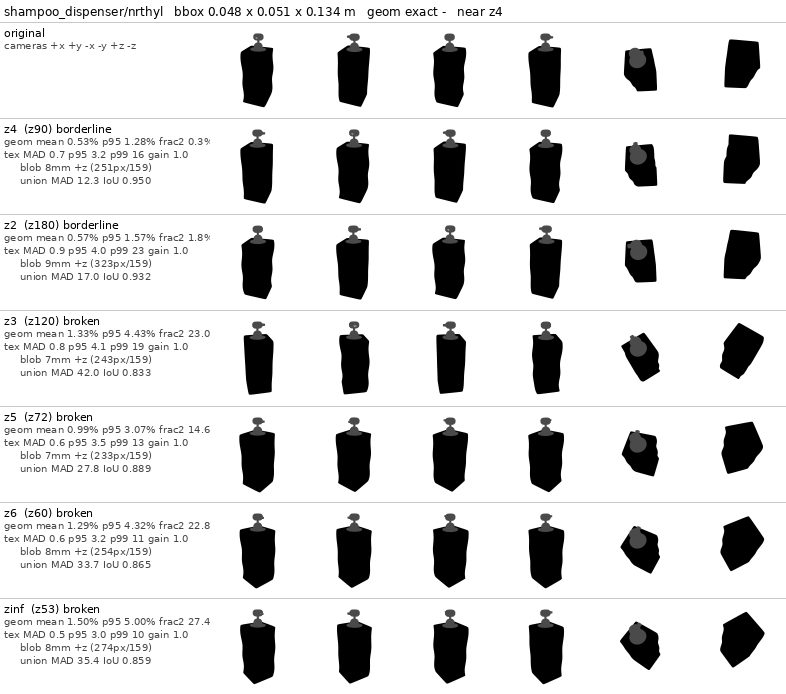 shampoo_dispenser/nrthyl   bbox 0.048 x 0.051 x 0.134 m   geom exact -   near z4
original
cameras +x +y -x -y +z -z
z4  (z90) borderline
geom mean 0.53% p95 1.28% frac2 0.3%
tex MAD 0.7 p95 3.2 p99 16 gain 1.0
blob 8mm +z (251px/159)
union MAD 12.3 IoU 0.950
z2  (z180) borderline
geom mean 0.57% p95 1.57% frac2 1.8%
tex MAD 0.9 p95 4.0 p99 23 gain 1.0
blob 9mm +z (323px/159)
union MAD 17.0 IoU 0.932
z3  (z120) broken
geom mean 1.33% p95 4.43% frac2 23.0
tex MAD 0.8 p95 4.1 p99 19 gain 1.0
blob 7mm +z (243px/159)
union MAD 42.0 IoU 0.833
z5  (z72) broken
geom mean 0.99% p95 3.07% frac2 14.6
tex MAD 0.6 p95 3.5 p99 13 gain 1.0
blob 7mm +z (233px/159)
union MAD 27.8 IoU 0.889
z6  (z60) broken
geom mean 1.29% p95 4.32% frac2 22.8
tex MAD 0.6 p95 3.2 p99 11 gain 1.0
blob 8mm +z (254px/159)
union MAD 33.7 IoU 0.865
zinf  (z53) broken
geom mean 1.50% p95 5.00% frac2 27.4
tex MAD 0.5 p95 3.0 p99 10 gain 1.0
blob 8mm +z (274px/159)
union MAD 35.4 IoU 0.859